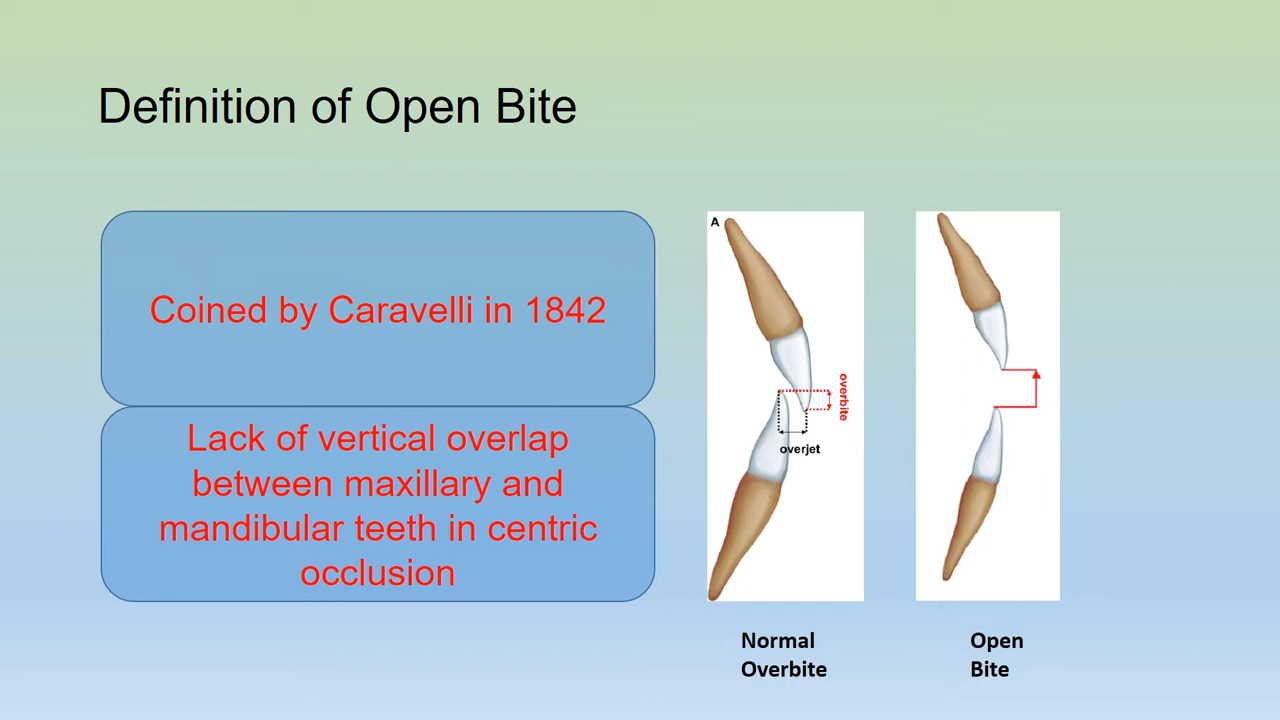 Definition of Open Bite
Coined by Caravelli in 1842
Lack of vertical overlap
between maxillary and
mandibular teeth in centric
occlusion
A
overbite
overjet
Normal
Overbite
Open
Bite